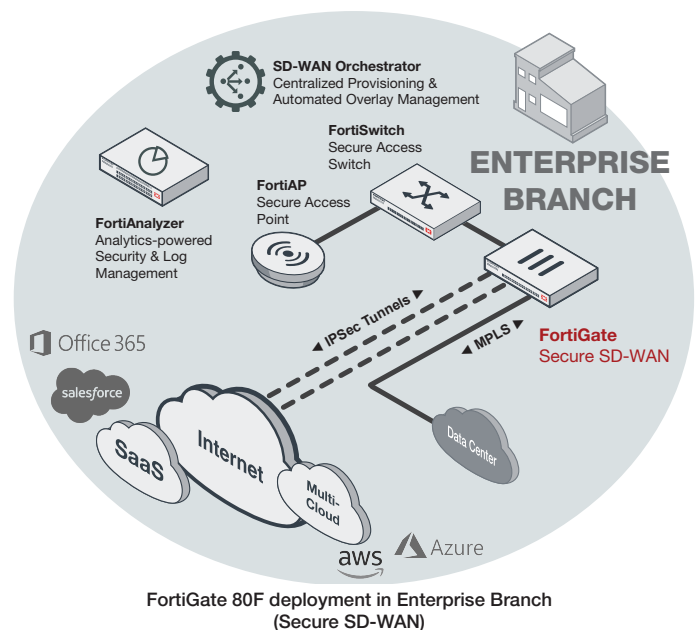 SD-WAN Orchestrator
Centralized Provisioning &
Automated Overlay Management
FortiSwitch
Secure Access
Switch
ENTERPRISE
BRANCH
FortiAP
Secure Access
Point
FortiAnalyzer
Analytics-powered
Security & Log
Management
IPSec Tunnels
MPLS
FortiGate
Secure SD-WAN
Office 365
salesforce
SaaS
Internet
Multi-
Cloud
Data Center
aws
Azure
FortiGate 80F deployment in Enterprise Branch
(Secure SD-WAN)